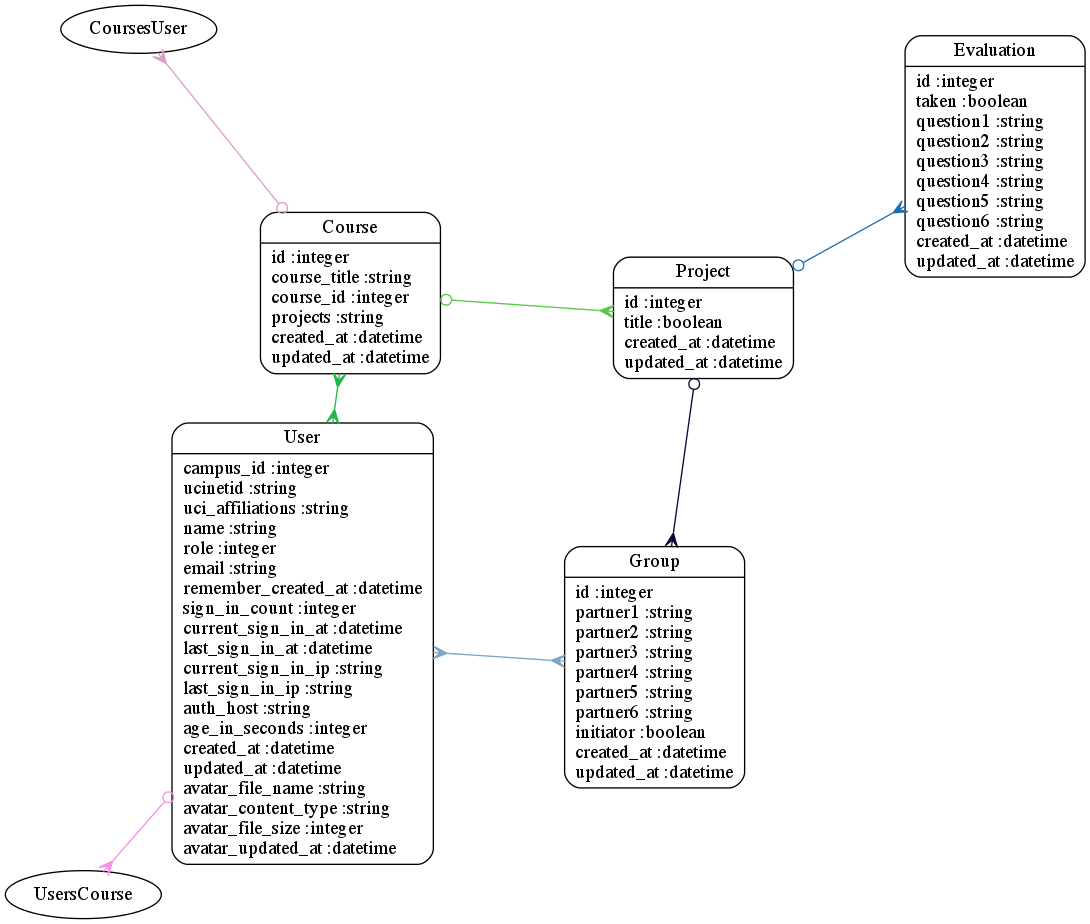 CoursesUser
Evaluation
id :integer
taken :boolean
question1 :string
question2 :string
question3 :string
question4 :string
question5 :string
question6 :string
created_at :datetime
updated_at :datetime
Course
id :integer
course_title :string
course_id :integer
projects :string
created_at :datetime
updated_at :datetime
Project
id :integer
title :boolean
created_at :datetime
updated_at :datetime
User
campus_id :integer
ucinetid :string
uci_affiliations :string
name :string
role :integer
email :string
remember_created_at :datetime
sign_in_count :integer
current_sign_in_at :datetime
last_sign_in_at :datetime
current_sign_in_ip :string
last_sign_in_ip :string
auth_host :string
age_in_seconds :integer
created_at :datetime
updated_at :datetime
avatar_file_name :string
avatar_content_type :string
avatar_file_size :integer
avatar_updated_at :datetime
Group
id :integer
partner1 :string
partner2 :string
partner3 :string
partner4 :string
partner5 :string
partner6 :string
initiator :boolean
created_at :datetime
updated_at :datetime
UsersCourse